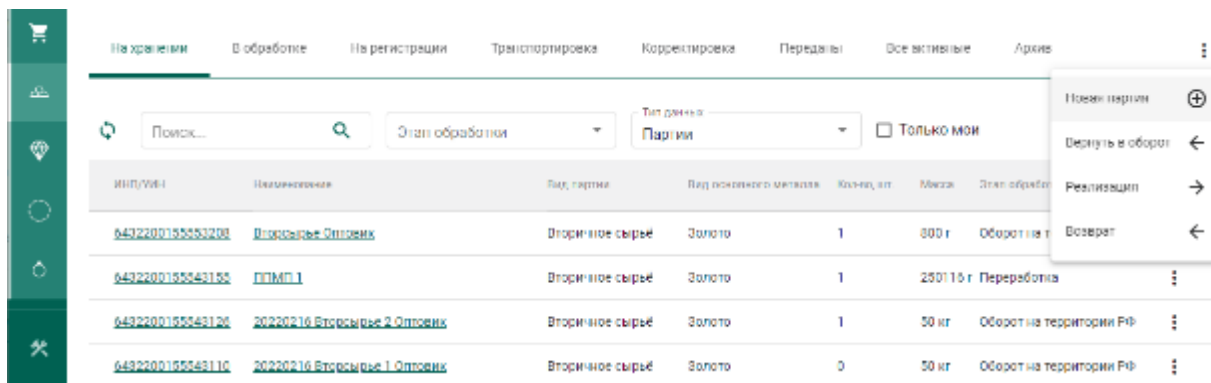 На хранении В обработке На регистрации Транспортировка Корректировка Переданы Все активные Архив
Новая партия
Тип данных
Поиск... Этап обработки Партии Только мои
Вернуть в оборот
ИНП/УИН Наименование Вид партии Вид основного металла Кол-во, шт. Масса Этап обработ
Реализация
6432200155553208 Вторсырье Оптовик Вторичное сырьё Золото 1 800 г Оборот на т
Возврат
6432200155543155 ППМП 1 Вторичное сырьё Золото 1 250116 г Переработка
6432200155543126 20220216 Вторсырье 2 Оптовик Вторичное сырьё Золото 1 50 кг Оборот на территории РФ
6432200155543110 20220216 Вторсырье 1 Оптовик Вторичное сырьё Золото 0 50 кг Оборот на территории РФ